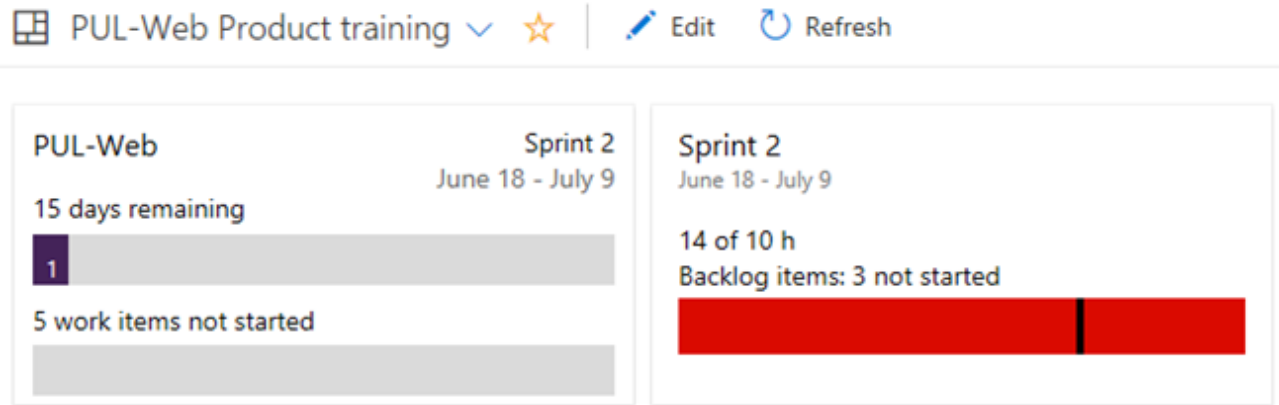 PUL-Web Product training
Edit
Refresh
PUL-Web
Sprint 2
June 18 - July 9
15 days remaining
1
5 work items not started
Sprint 2
June 18 - July 9
14 of 10 h
Backlog items: 3 not started